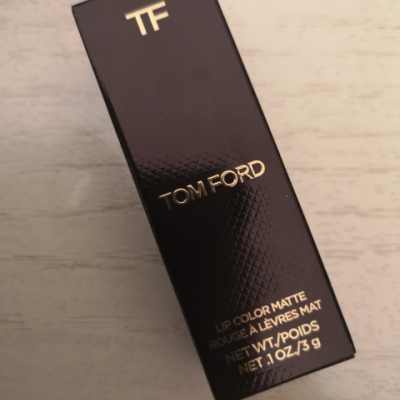 TF
TOM FORD
LIP COLOR MATTE
ROUGE À LÈVRES MAT
NET WT./POIDS
NET .1 OZ./3 g